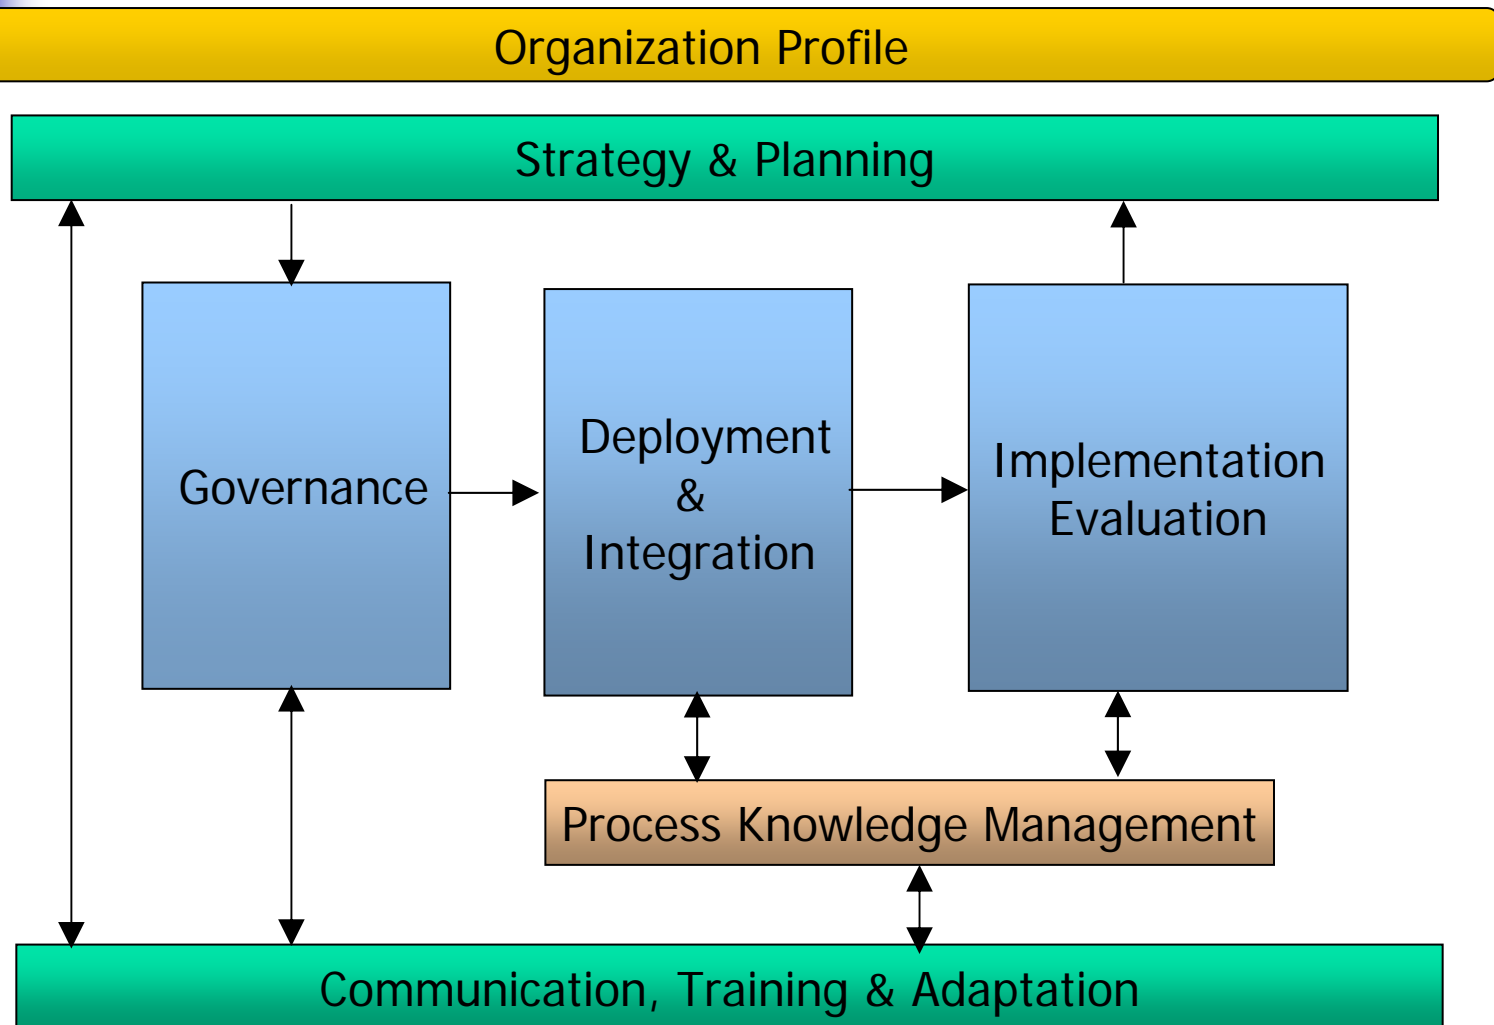 Organization Profile
Strategy & Planning
Governance
Deployment
&
Integration
Implementation
Evaluation
Process Knowledge Management
Communication, Training & Adaptation